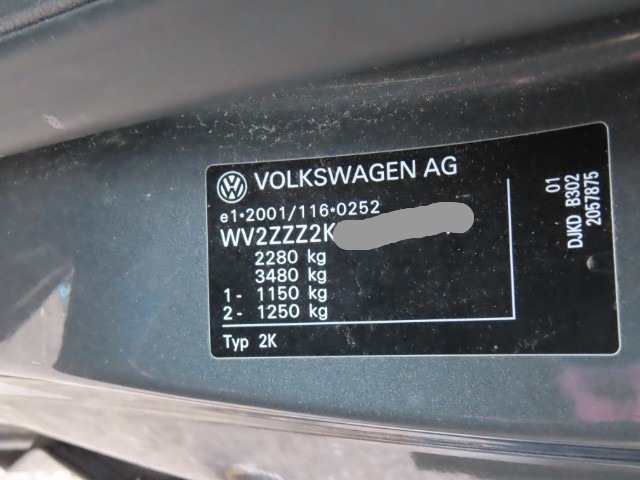 VOLKSWAGEN AG
e1*2001/116*0252
WV2ZZZ2K
2280 kg
3480 kg
1- 1150 kg
2- 1250 kg
Typ 2K
01
DJKD B302
2057875